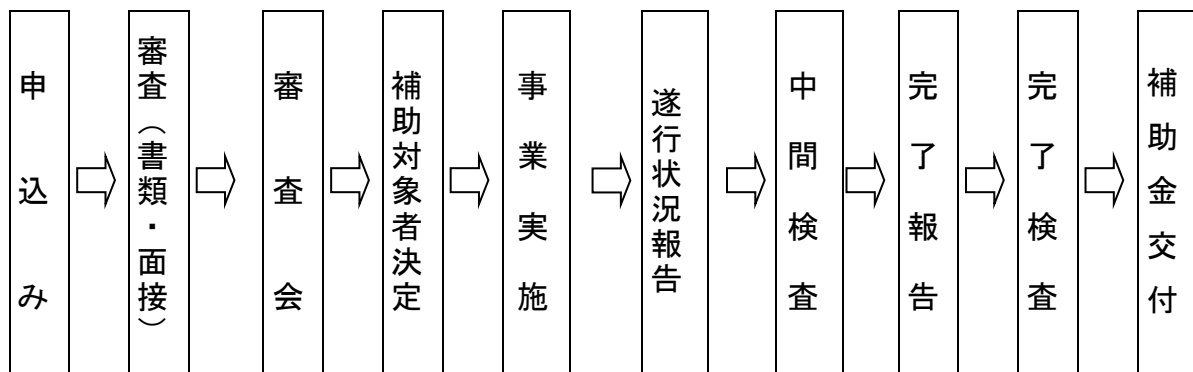 申込み
審査（書類・面接）
審査会
補助対象者決定
事業実施
遂行状況報告
中間検査
完了報告
完了検査
補助金交付